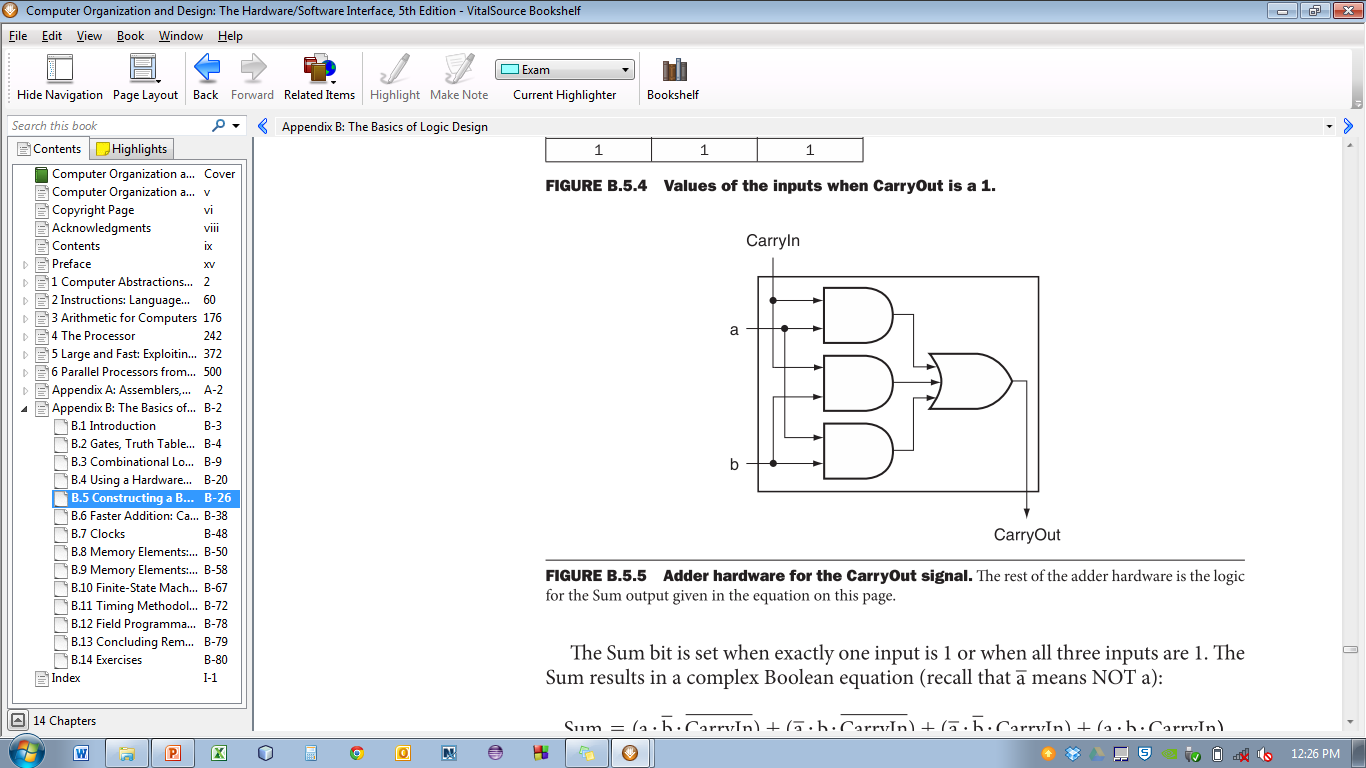 Computer Organization and Design: The Hardware/Software Interface, 5th Edition - VitalSource Bookshelf
File Edit View Book Window Help
Hide Navigation Page Layout Back Forward Related Items Highlight Make Note Exam Current Highlighter Bookshelf
Search this book
Appendix B: The Basics of Logic Design
Contents Highlights
Computer Organization a... Cover
Computer Organization a... v
Copyright Page vi
Acknowledgments viii
Contents ix
Preface xv
1 Computer Abstractions... 2
2 Instructions: Language... 60
3 Arithmetic for Computers 176
4 The Processor 242
5 Large and Fast: Exploitin... 372
6 Parallel Processors from... 500
Appendix A: Assemblers,... A-2
Appendix B: The Basics of... B-2
B.1 Introduction B-3
B.2 Gates, Truth Table... B-4
B.3 Combinational Lo... B-9
B.4 Using a Hardware... B-20
B.5 Constructing a B... B-26
B.6 Faster Addition: Ca... B-38
B.7 Clocks B-48
B.8 Memory Elements:... B-50
B.9 Memory Elements:... B-58
B.10 Finite-State Mach... B-67
B.11 Timing Methodol... B-72
B.12 Field Programma... B-78
B.13 Concluding Rem... B-79
B.14 Exercises B-80
Index I-1
14 Chapters
1 1 1
FIGURE B.5.4 Values of the inputs when CarryOut is a 1.
CarryIn
a
b
CarryOut
FIGURE B.5.5 Adder hardware for the CarryOut signal. The rest of the adder hardware is the logic
for the Sum output given in the equation on this page.
The Sum bit is set when exactly one input is 1 or when all three inputs are 1. The
Sum results in a complex Boolean equation (recall that a̅ means NOT a):
Sum = (a · b̅ · C̅a̅r̅r̅y̅I̅n̅) + (a̅ · b · C̅a̅r̅r̅y̅I̅n̅) + (a̅ · b̅ · CarryIn) + (a · b · CarryIn)
12:26 PM